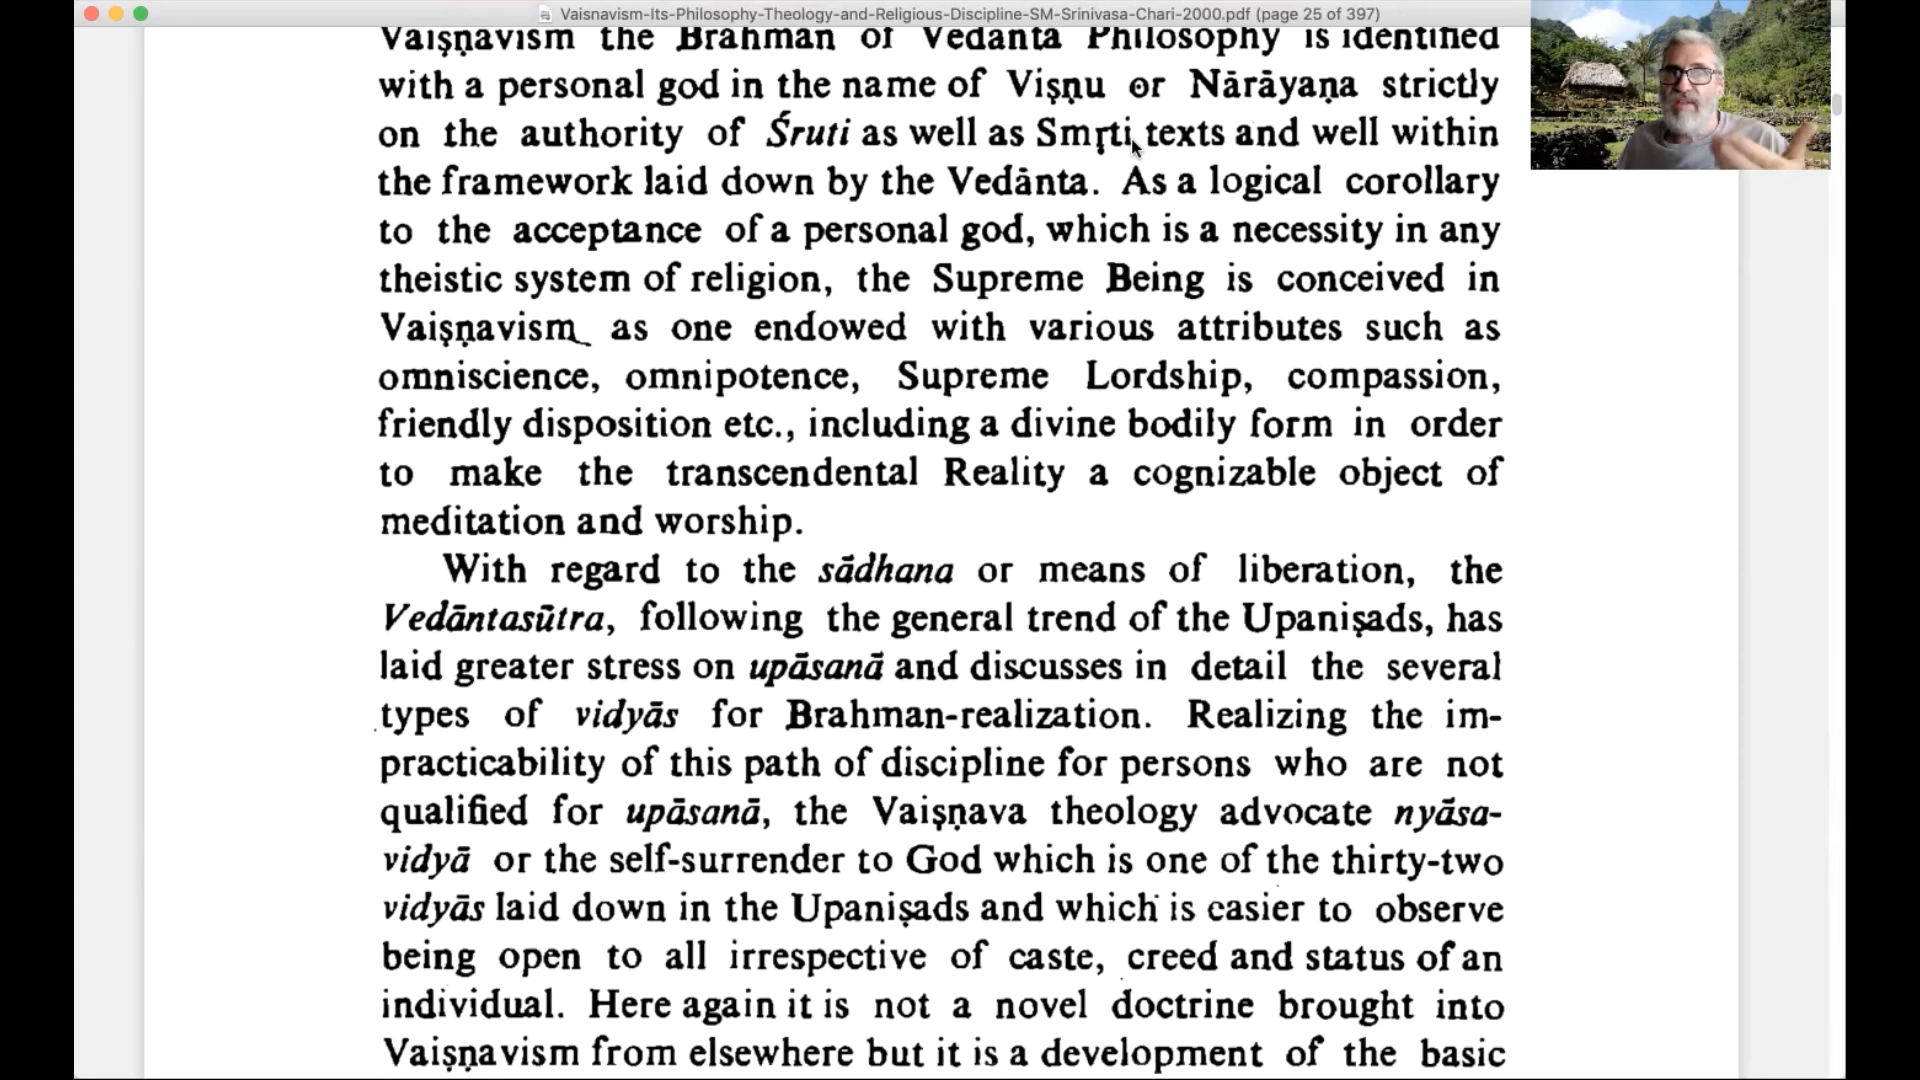 Vaisnavism-Its-Philosophy-Theology-and-Religious-Discipline-SM-Srinivasa-Chari-2000.pdf (page 25 of 397)
Vaiṣṇavism the Brahman of Vedānta Philosophy is identified
with a personal god in the name of Viṣṇu or Nārāyaṇa strictly
on the authority of Śruti as well as Smṛti texts and well within
the framework laid down by the Vedānta. As a logical corollary
to the acceptance of a personal god, which is a necessity in any
theistic system of religion, the Supreme Being is conceived in
Vaiṣṇavism as one endowed with various attributes such as
omniscience, omnipotence, Supreme Lordship, compassion,
friendly disposition etc., including a divine bodily form in order
to make the transcendental Reality a cognizable object of
meditation and worship.
With regard to the sādhana or means of liberation, the
Vedāntasūtra, following the general trend of the Upaniṣads, has
laid greater stress on upāsanā and discusses in detail the several
types of vidyās for Brahman-realization. Realizing the im-
practicability of this path of discipline for persons who are not
qualified for upāsanā, the Vaiṣṇava theology advocate nyāsa-
vidyā or the self-surrender to God which is one of the thirty-two
vidyās laid down in the Upaniṣads and which is easier to observe
being open to all irrespective of caste, creed and status of an
individual. Here again it is not a novel doctrine brought into
Vaiṣṇavism from elsewhere but it is a development of the basic